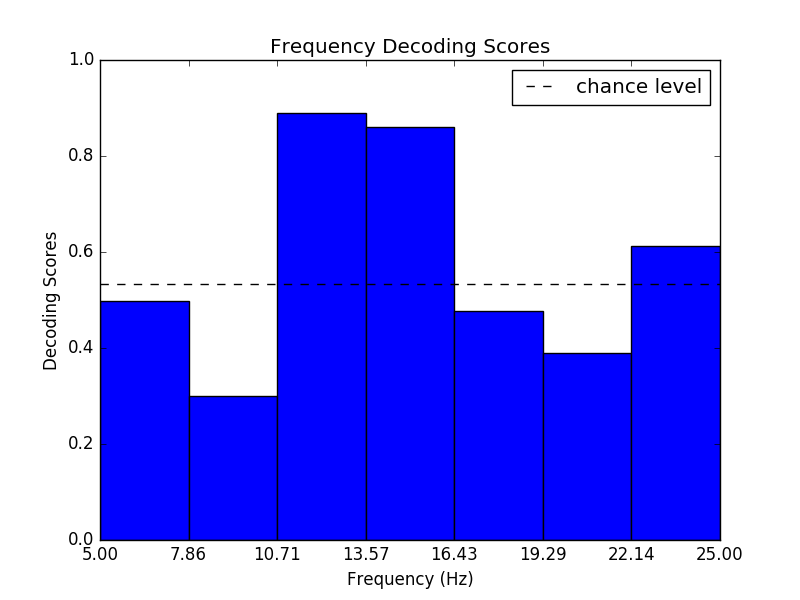 Frequency Decoding Scores
chance level
1.0
0.8
0.6
0.4
0.2
0.0
Decoding Scores
5.00 7.86 10.71 13.57 16.43 19.29 22.14 25.00
Frequency (Hz)